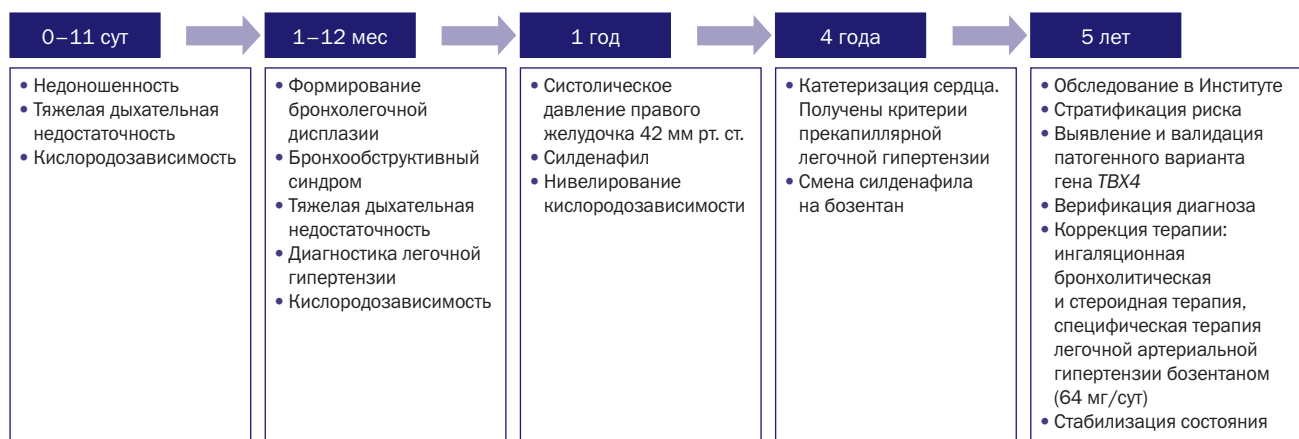 0–11 сут
• Недоношенность
• Тяжелая дыхательная
недостаточность
• Кислородозависимость
1–12 мес
• Формирование
бронхолегочной
дисплазии
• Бронхообструктивный
синдром
• Тяжелая дыхательная
недостаточность
• Диагностика легочной
гипертензии
• Кислородозависимость
1 год
• Систолическое
давление правого
желудочка 42 мм рт. ст.
• Силденафил
• Нивелирование
кислородозависимости
4 года
• Катетеризация сердца.
Получены критерии
прекапиллярной
легочной гипертензии
• Смена силденафила
на бозентан
5 лет
• Обследование в Институте
• Стратификация риска
• Выявление и валидация
патогенного варианта
гена TBX4
• Верификация диагноза
• Коррекция терапии:
ингаляционная
бронхолитическая
и стероидная терапия,
специфическая терапия
легочной артериальной
гипертензии бозентаном
(64 мг/сут)
• Стабилизация состояния